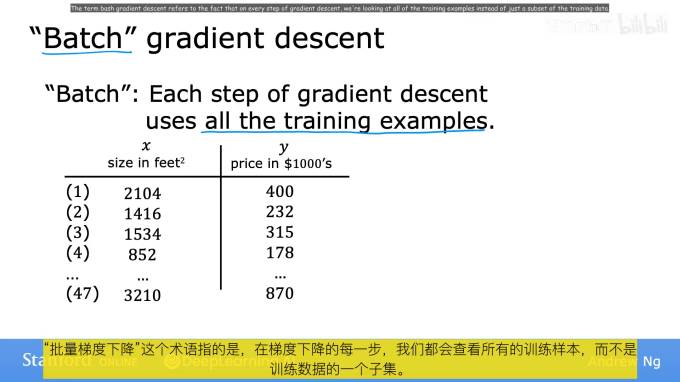 The term bash gradient descent refers to the fact that on every step of gradient descent, we're looking at all of the training examples instead of just a subset of the training data.
bilibili
“Batch” gradient descent
“Batch”: Each step of gradient descent
uses all the training examples.
x y
size in feet² price in $1000’s
(1) 2104 400
(2) 1416 232
(3) 1534 315
(4) 852 178
... ... ...
(47) 3210 870
Stanford ONLINE DeepLearning Andrew Ng
“批量梯度下降”这个术语指的是，在梯度下降的每一步，我们都会查看所有的训练样本，而不是
训练数据的一个子集。